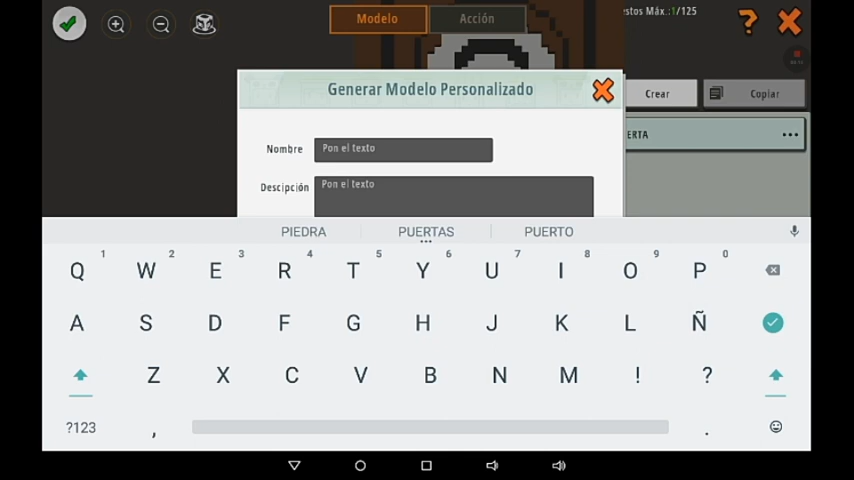 Modelo
Acción
estos Máx.:1/125
?
Generar Modelo Personalizado
Crear
Copiar
Nombre
Pon el texto
ERTA
Descipción
Pon el texto
PIEDRA PUERTAS PUERTO
1 2 3 4 5 6 7 8 9 0
Q W E R T Y U I O P
A S D F G H J K L Ñ
Z X C V B N M ! ?
?123 , .